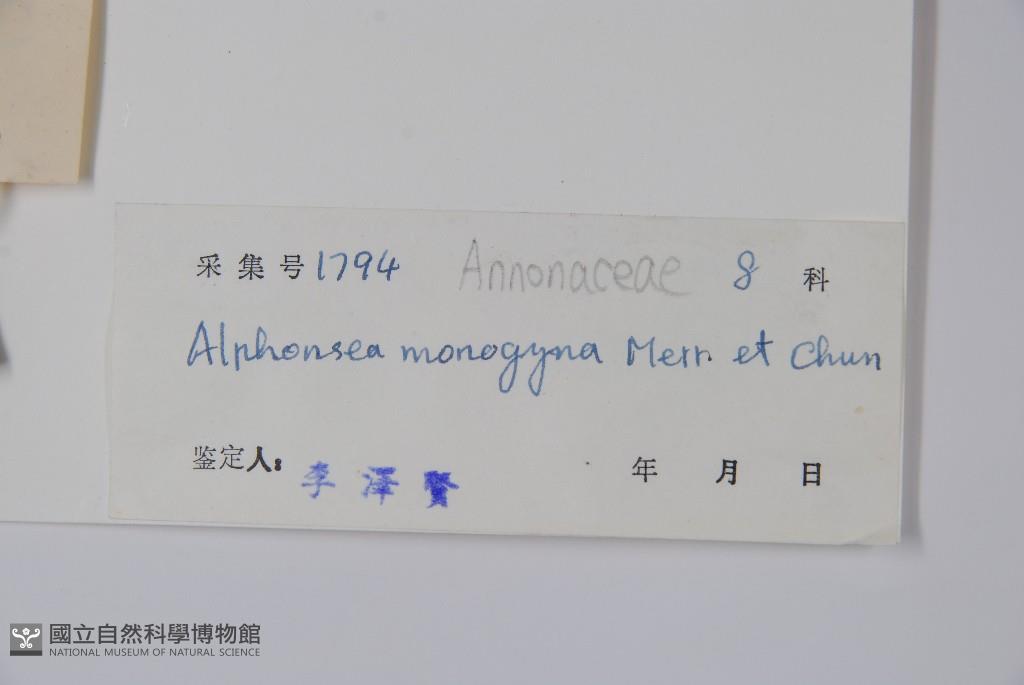 采集号 1794 Annonaceae 8 科
Alphonsea monogyna Merr. et Chun
鉴定人: 李澤賢 年 月 日
國立自然科學博物館
NATIONAL MUSEUM OF NATURAL SCIENCE